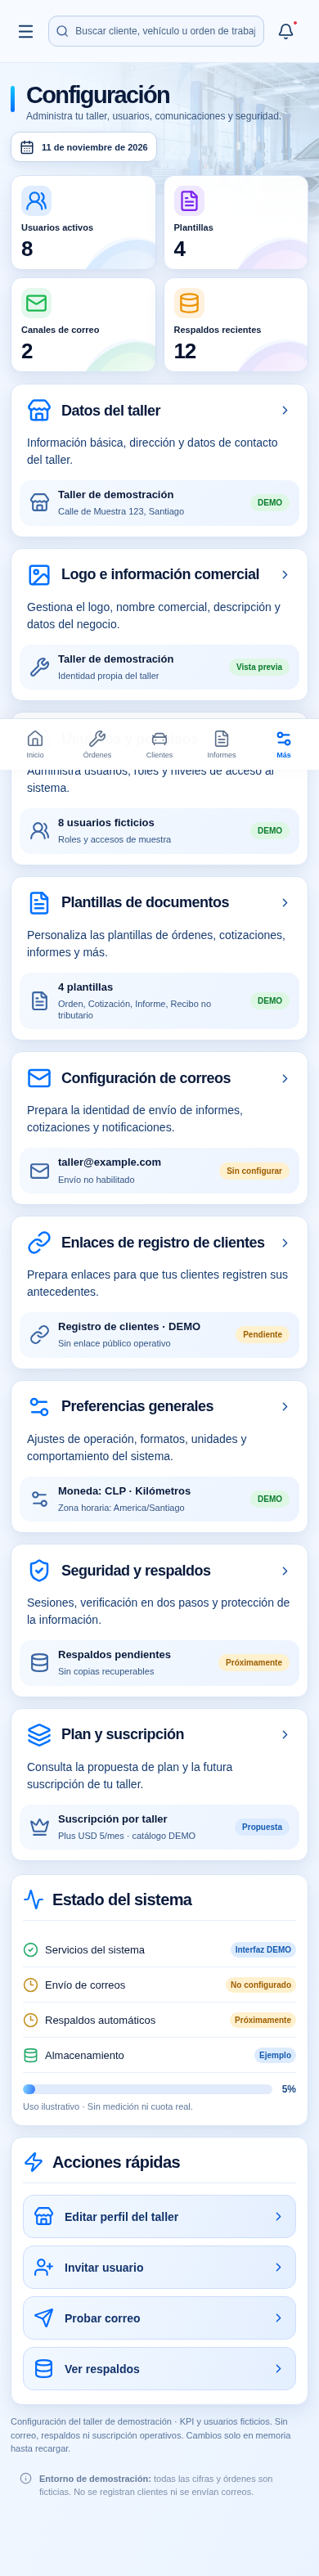 Buscar cliente, vehículo u orden de trabaj
Configuración
Administra tu taller, usuarios, comunicaciones y seguridad.
11 de noviembre de 2026
Usuarios activos
8
Plantillas
4
Canales de correo
2
Respaldos recientes
12
Datos del taller
Información básica, dirección y datos de contacto
del taller.
Taller de demostración
Calle de Muestra 123, Santiago
DEMO
Logo e información comercial
Gestiona el logo, nombre comercial, descripción y
datos del negocio.
Taller de demostración
Identidad propia del taller
Vista previa
Inicio
Órdenes
Clientes
Informes
Más
Administra usuarios, roles y niveles de acceso al
sistema.
8 usuarios ficticios
Roles y accesos de muestra
DEMO
Plantillas de documentos
Personaliza las plantillas de órdenes, cotizaciones,
informes y más.
4 plantillas
Orden, Cotización, Informe, Recibo no
tributario
DEMO
Configuración de correos
Prepara la identidad de envío de informes,
cotizaciones y notificaciones.
taller@example.com
Envío no habilitado
Sin configurar
Enlaces de registro de clientes
Prepara enlaces para que tus clientes registren sus
antecedentes.
Registro de clientes · DEMO
Sin enlace público operativo
Pendiente
Preferencias generales
Ajustes de operación, formatos, unidades y
comportamiento del sistema.
Moneda: CLP · Kilómetros
Zona horaria: America/Santiago
DEMO
Seguridad y respaldos
Sesiones, verificación en dos pasos y protección de
la información.
Respaldos pendientes
Sin copias recuperables
Próximamente
Plan y suscripción
Consulta la propuesta de plan y la futura
suscripción de tu taller.
Suscripción por taller
Plus USD 5/mes · catálogo DEMO
Propuesta
Estado del sistema
Servicios del sistema
Interfaz DEMO
Envío de correos
No configurado
Respaldos automáticos
Próximamente
Almacenamiento
Ejemplo
5%
Uso ilustrativo · Sin medición ni cuota real.
Acciones rápidas
Editar perfil del taller
Invitar usuario
Probar correo
Ver respaldos
Configuración del taller de demostración · KPI y usuarios ficticios. Sin
correo, respaldos ni suscripción operativos. Cambios solo en memoria
hasta recargar.
Entorno de demostración: todas las cifras y órdenes son
ficticias. No se registran clientes ni se envían correos.